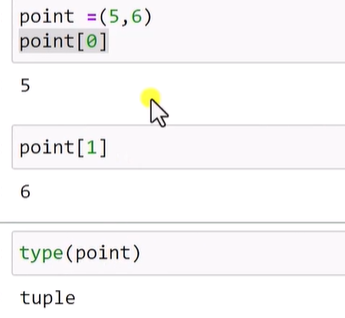 point =(5,6)
point[0]
5
point[1]
6
type(point)
tuple